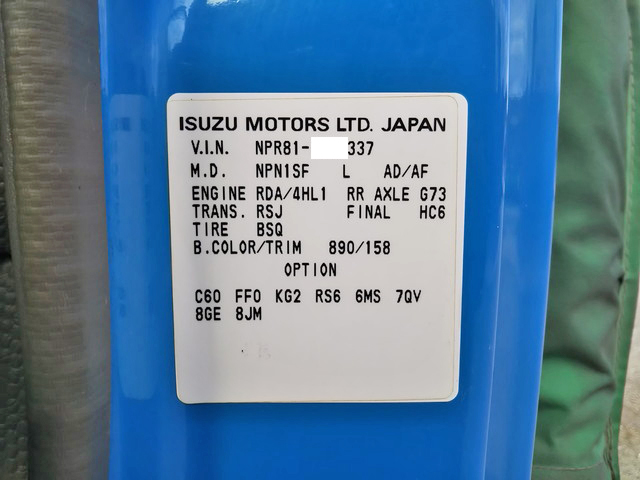 ISUZU MOTORS LTD. JAPAN
V.I.N. NPR81- 337
M.D. NPN1SF L AD/AF
ENGINE RDA/4HL1 RR AXLE G73
TRANS. RSJ FINAL HC6
TIRE BSQ
B.COLOR/TRIM 890/158
OPTION
C60 FF0 KG2 RS6 6MS 7QV
8GE 8JM